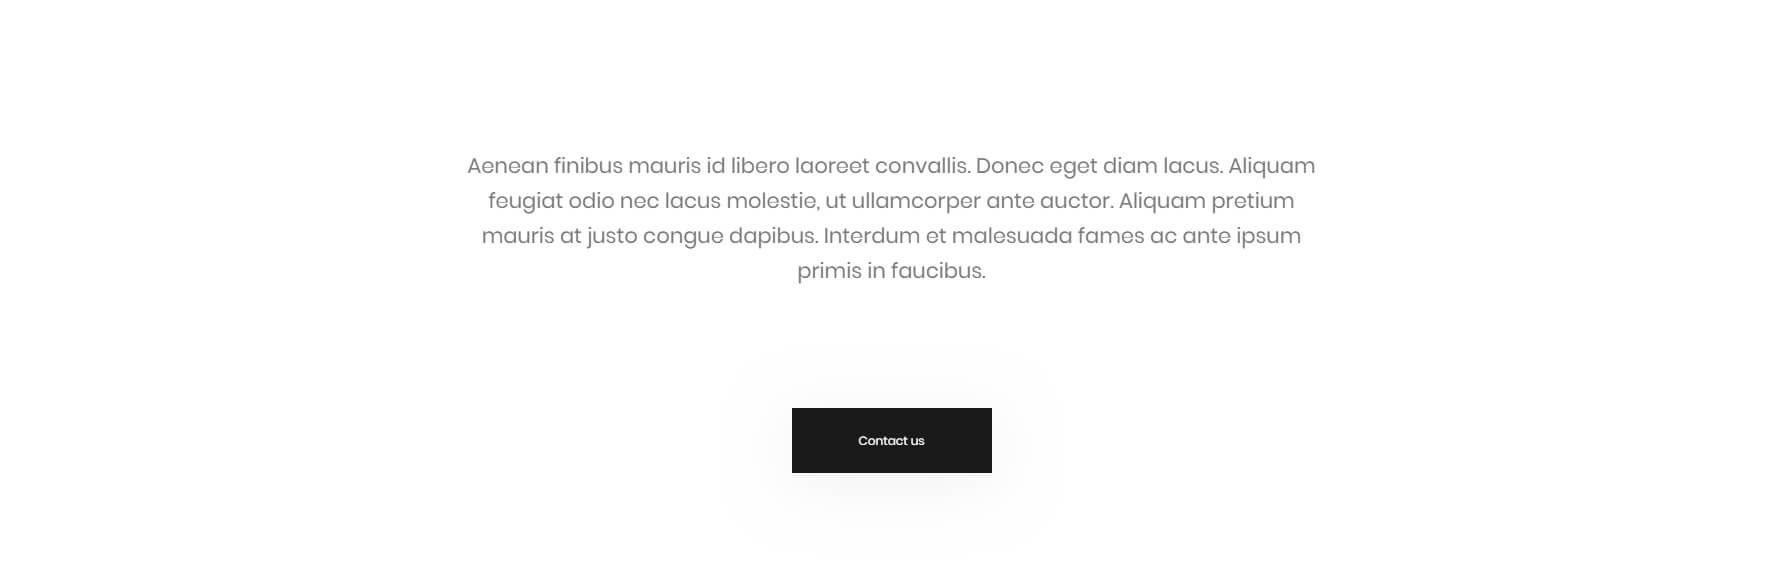 Aenean finibus mauris id libero laoreet convallis. Donec eget diam lacus. Aliquam
feugiat odio nec lacus molestie, ut ullamcorper ante auctor. Aliquam pretium
mauris at justo congue dapibus. Interdum et malesuada fames ac ante ipsum
primis in faucibus.
Contact us